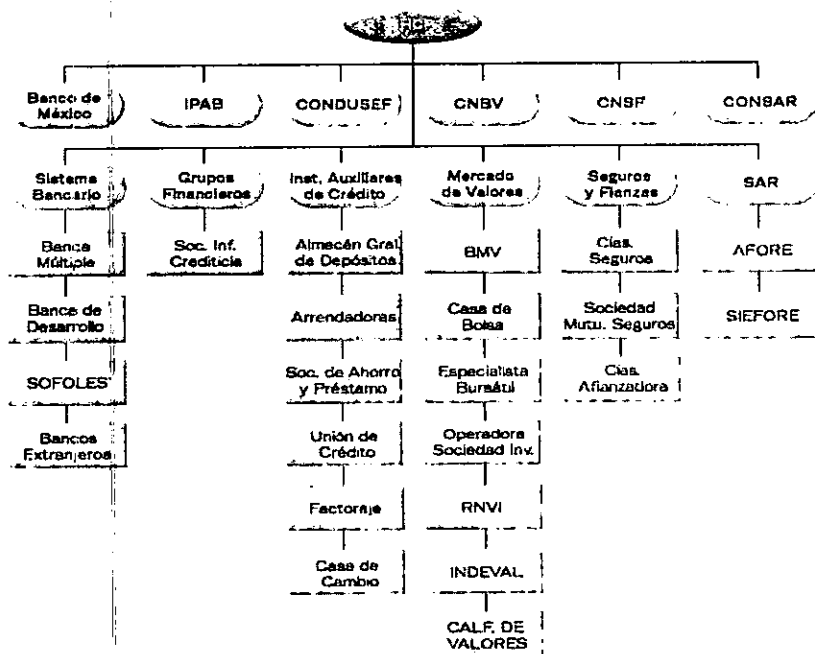 Banco de
México
IPAB
CONDUSEF
CNBV
CNSF
CONSAR
Sistema
Bancario
Grupos
Financieros
Inst. Auxiliares
de Crédito
Mercado
de Valores
Seguros
y Fianzas
SAR
Banca
Múltiple
Soc. Inf.
Crediticia
Almacén Gral.
de Depósitos
BMV
Cías.
Seguros
AFORE
Banca de
Desarrollo
Arrendadoras
Casa de
Bolsa
Sociedad
Mutu. Seguros
SIEFORE
SOFOLES
Soc. de Ahorro
y Préstamo
Especialista
Bursátil
Cías.
Afianzadora
Bancos
Extranjeros
Unión de
Crédito
Operadora
Sociedad Inv.
Factoraje
RNVI
Casa de
Cambio
INDEVAL
CALF. DE
VALORES